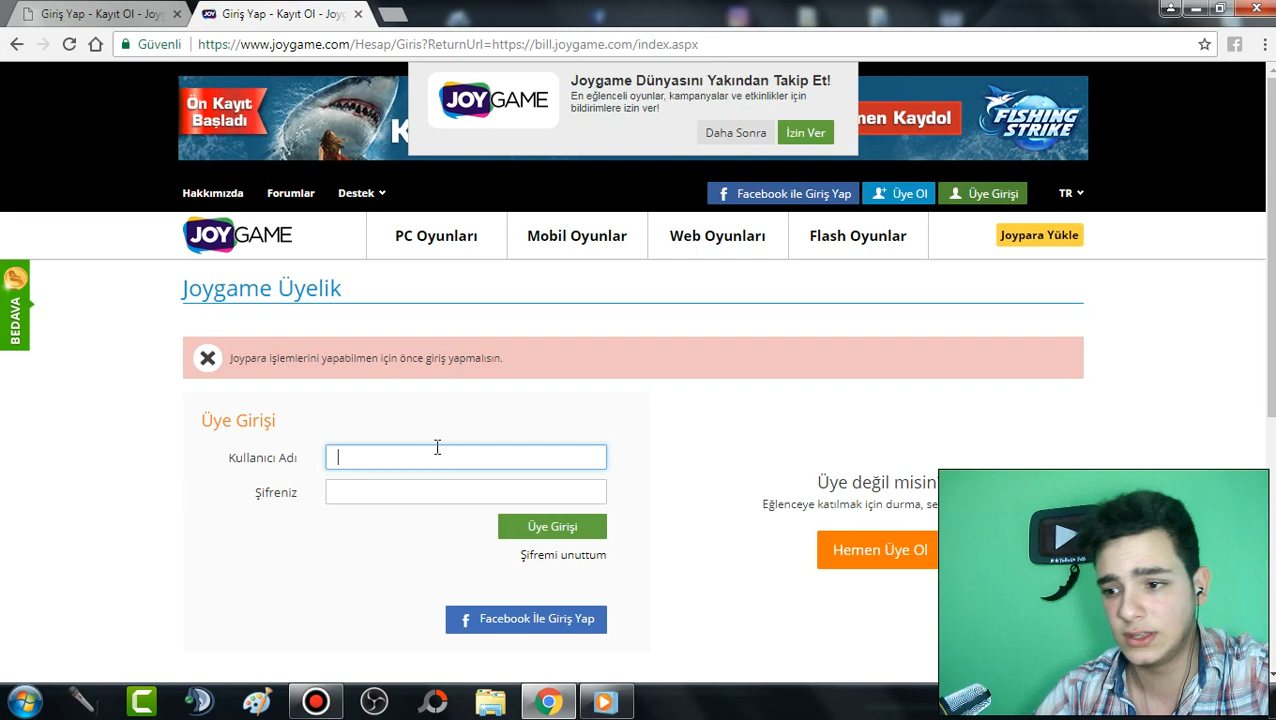 Giriş Yap - Kayıt Ol - Joyg
Giriş Yap - Kayıt Ol - Joyg
Güvenli
https://www.joygame.com/Hesap/Giris?ReturnUrl=https://bill.joygame.com/index.aspx
Ön Kayıt
Başladı
K
JOYGAME
Joygame Dünyasını Yakından Takip Et!
En eğlenceli oyunlar, kampanyalar ve etkinlikler için
bildirimlere izin ver!
Daha Sonra
İzin Ver
men Kaydol
FISHING
STRIKE
Hakkımızda
Forumlar
Destek
Facebook ile Giriş Yap
Üye Ol
Üye Girişi
TR
JOYGAME
PC Oyunları
Mobil Oyunlar
Web Oyunları
Flash Oyunlar
Joypara Yükle
BEDAVA
Joygame Üyelik
Joypara işlemlerini yapabilmen için önce giriş yapmalısın.
Üye Girişi
Kullanıcı Adı
Şifreniz
Üye Girişi
Şifremi unuttum
Facebook İle Giriş Yap
Üye değil misin
Eğlenceye katılmak için durma, se
Hemen Üye Ol